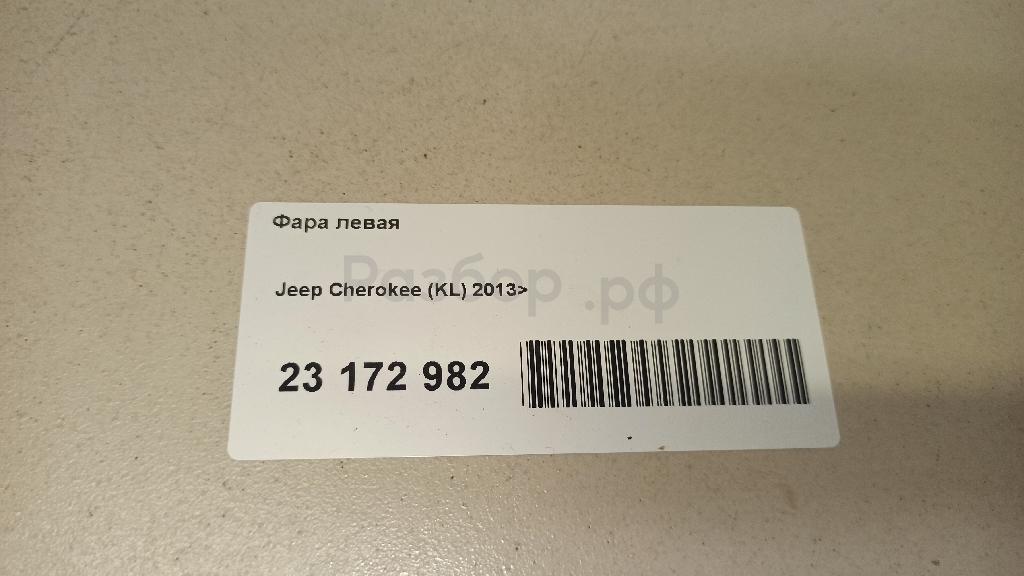 Фара левая
Разбор.рф
Jeep Cherokee (KL) 2013>
23 172 982